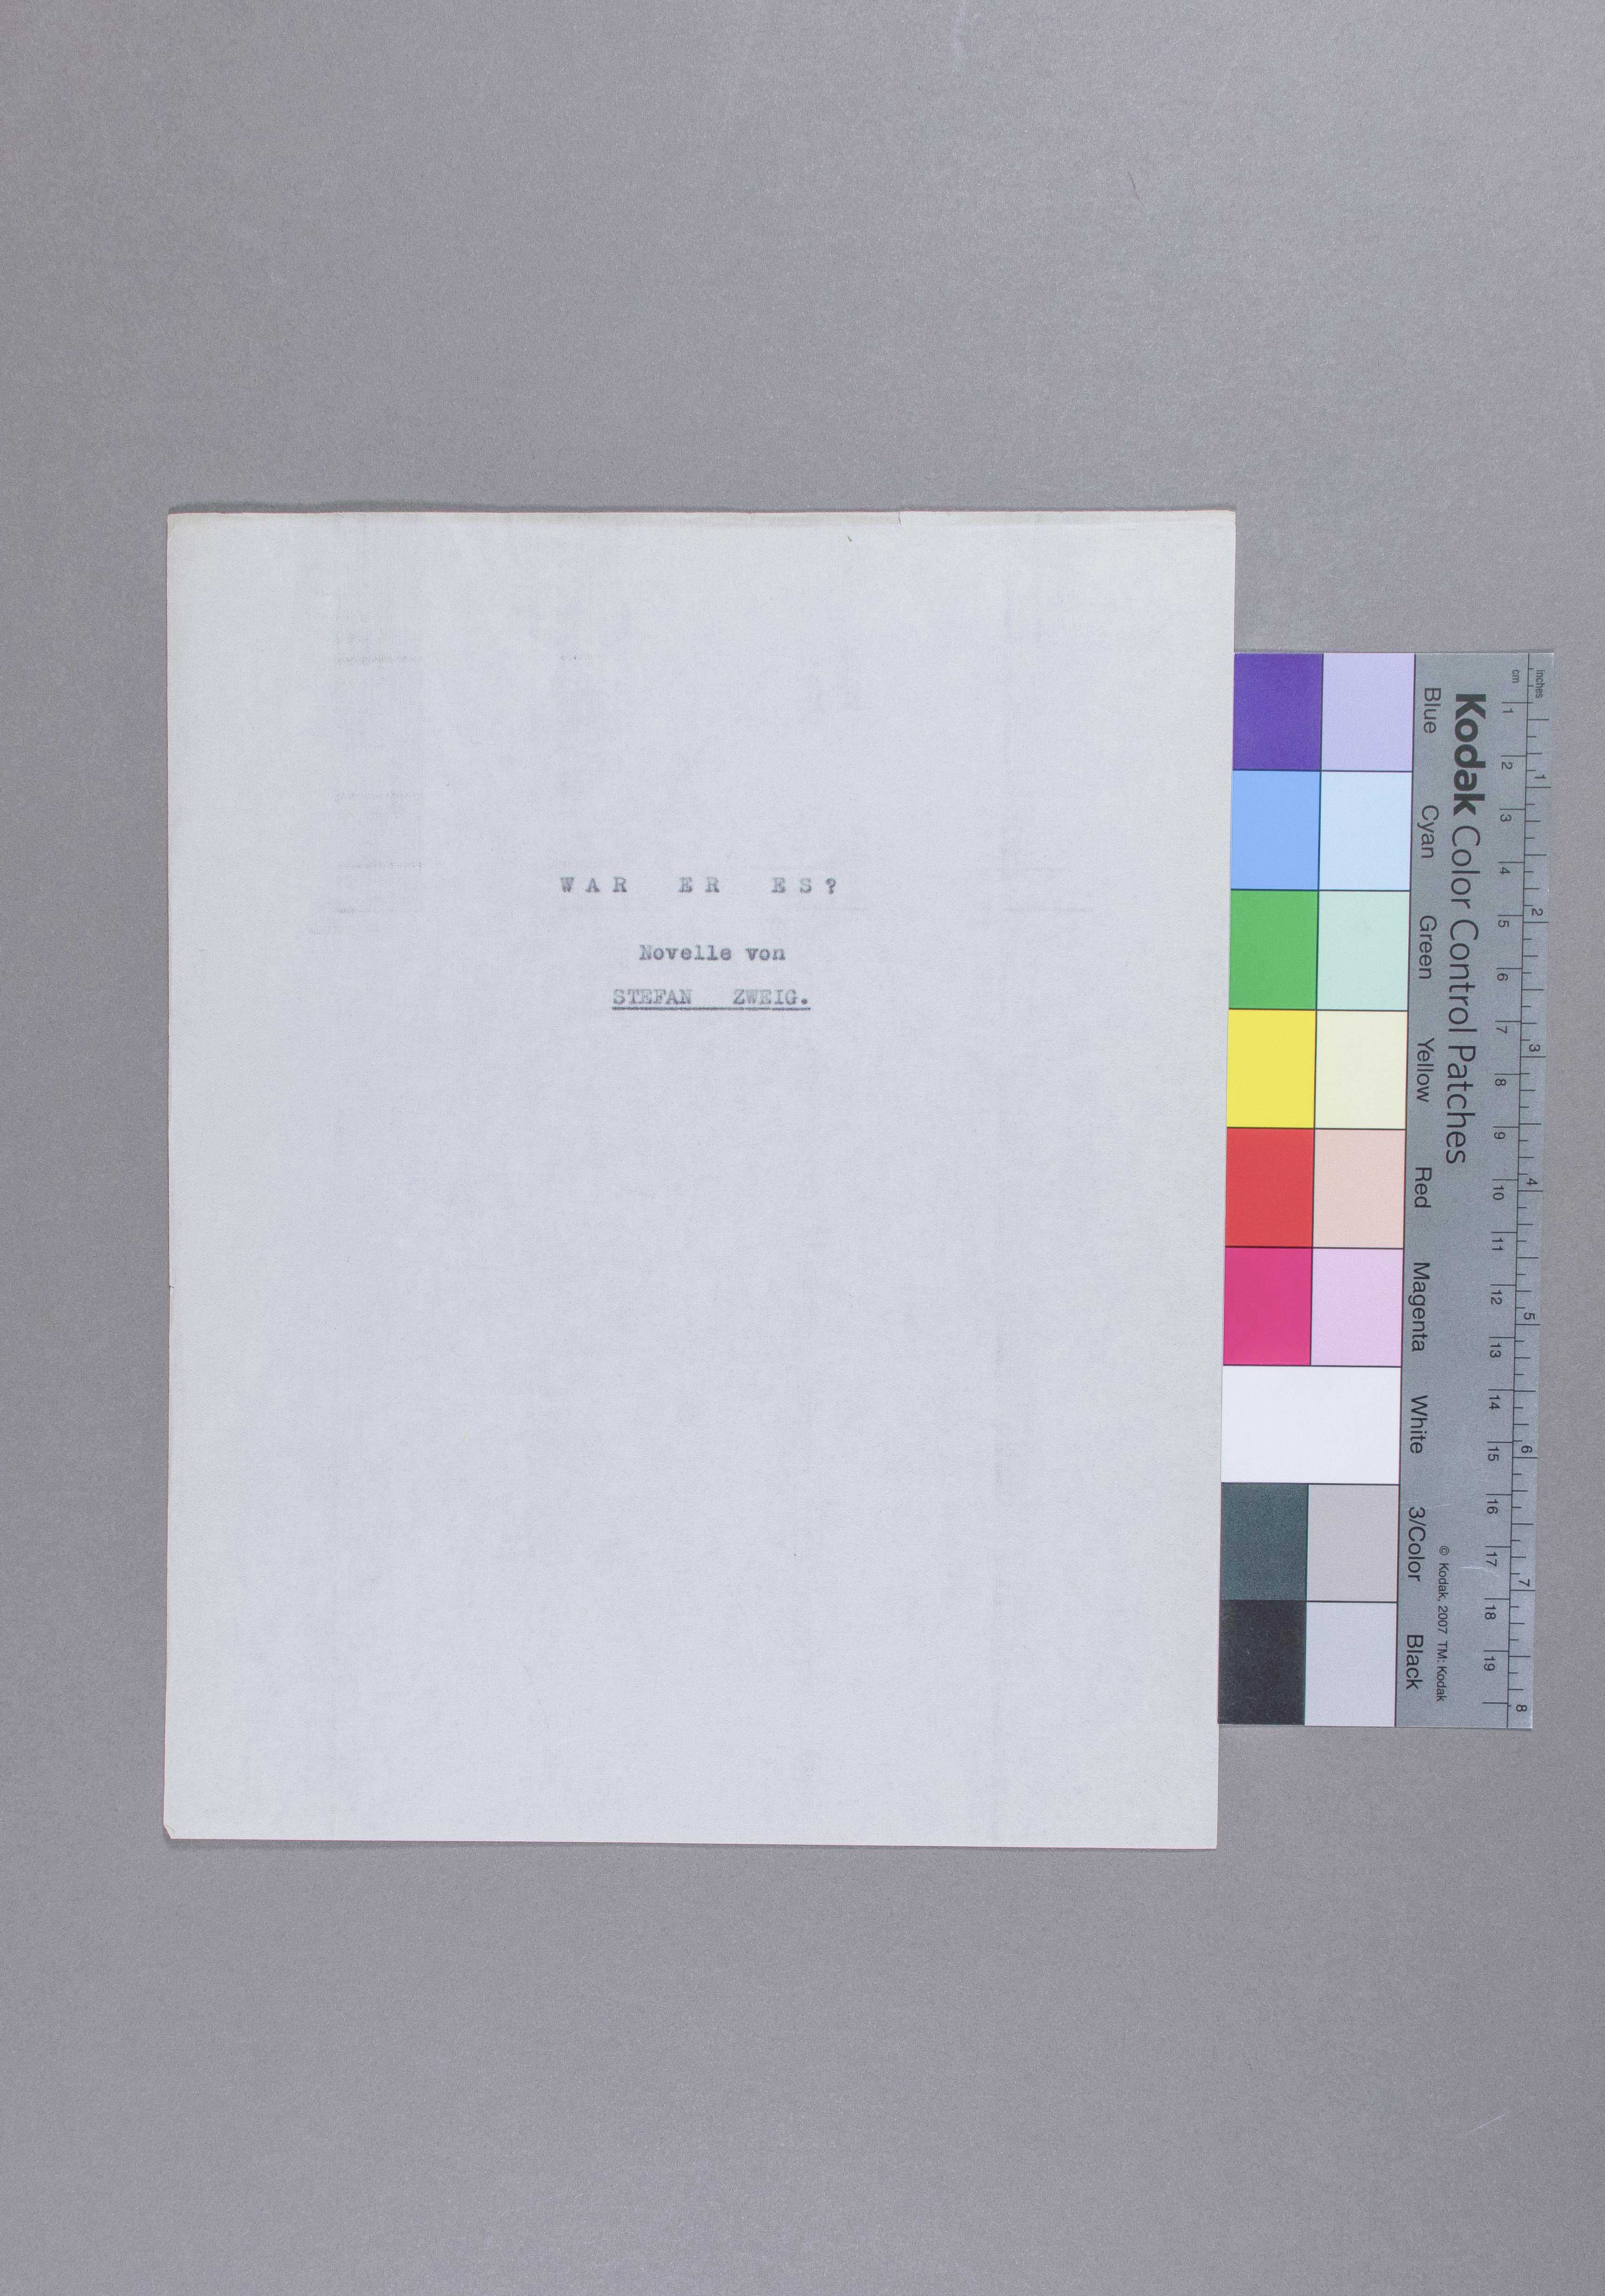 W A R   E R   E S ?
Novelle von
STEFAN ZWEIG.
Kodak Color Control Patches
Blue Cyan Green Yellow Red Magenta White 3/Color Black
© Kodak, 2007 TM: Kodak
cm 1 2 3 4 5 6 7 8 9 10 11 12 13 14 15 16 17 18 19
inches 1 2 3 4 5 6 7 8